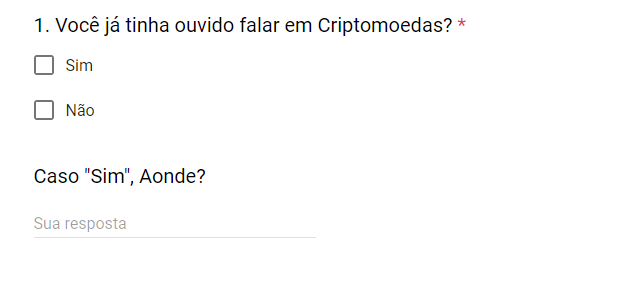 1. Você já tinha ouvido falar em Criptomoedas? *
Sim
Não
Caso "Sim", Aonde?
Sua resposta